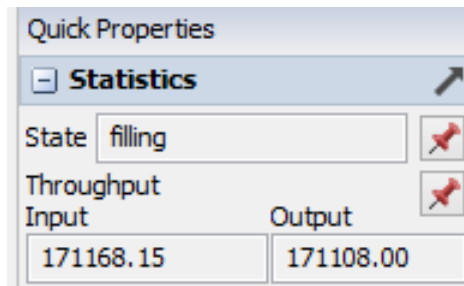 Quick Properties
Statistics
State filling
Throughput
Input Output
171168.15 171108.00